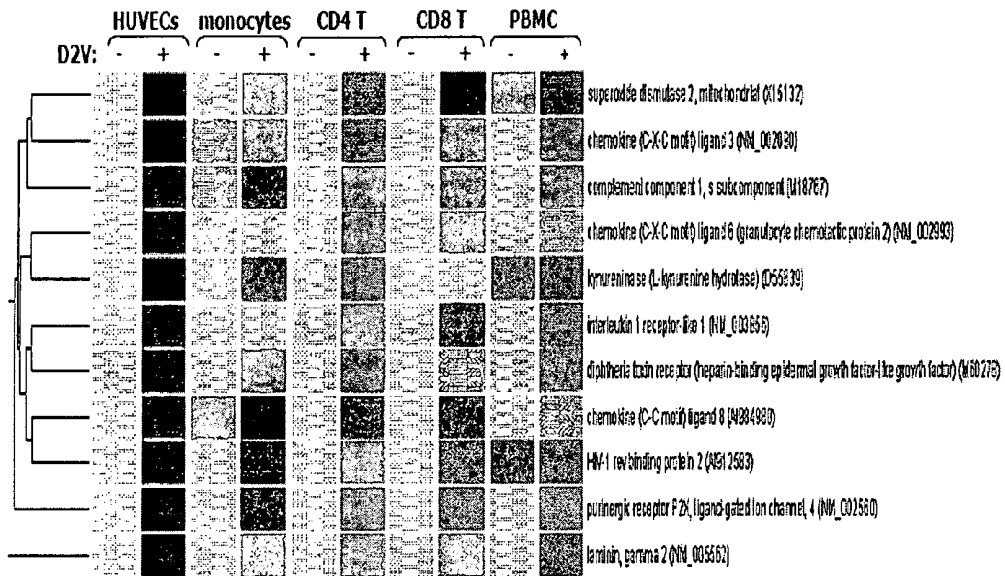 HUVECs monocytes CD4 T CD8 T PBMC
D2V: - + - + - + - + - +
superoxide dismutase 2, mitochondrial (X15132)
chemokine (C-X-C motif) ligand 3 (NM_002090)
complement component 1, s subcomponent (M18767)
chemokine (C-X-C motif) ligand 6 (granulocyte chemotactic protein 2) (NM_002993)
kynureninase (L-kynurenine hydrolase) (D55639)
interleukin 1 receptor-like 1 (NM_003856)
diphtheria toxin receptor (heparin-binding epidermal growth factor-like growth factor) (M60278)
chemokine (C-C motif) ligand 8
HIV-1 rev binding protein 2
purinergic receptor P2X, ligand-gated ion channel, 4 (NM_002560)
laminin, gamma 2 (NM_005562)